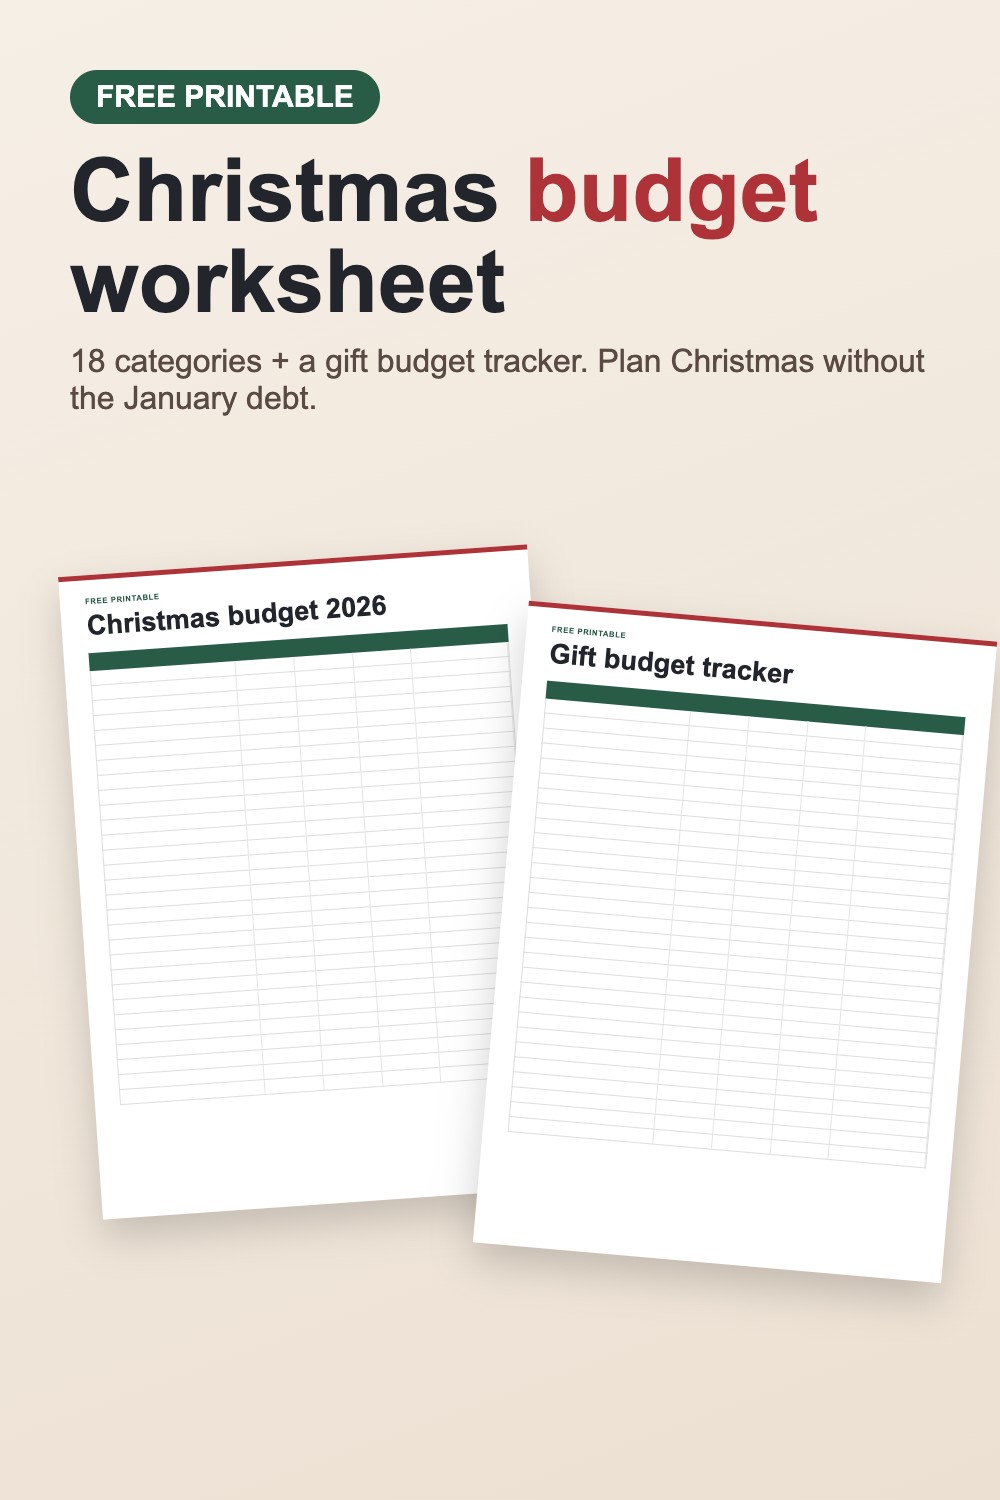 FREE PRINTABLE
Christmas budget
worksheet
18 categories + a gift budget tracker. Plan Christmas without
the January debt.
FREE PRINTABLE
Christmas budget 2026
FREE PRINTABLE
Gift budget tracker